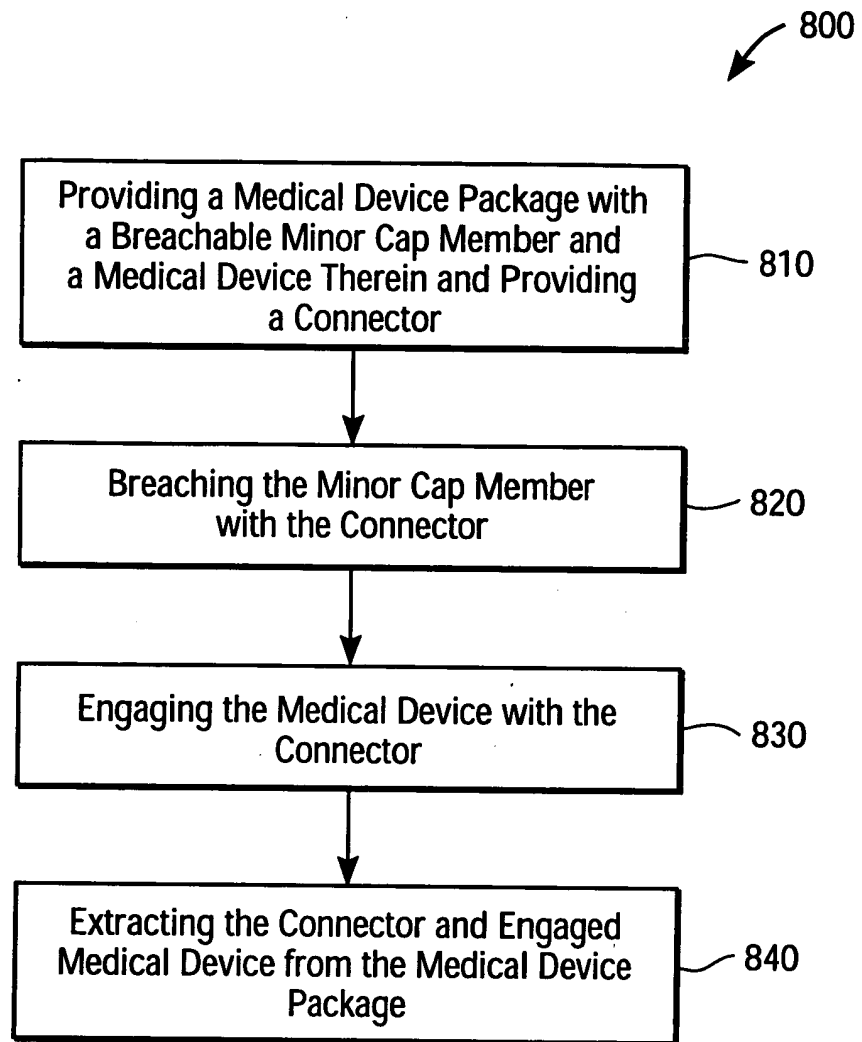 800
Providing a Medical Device Package with
a Breachable Minor Cap Member and
a Medical Device Therein and Providing
a Connector
810
Breaching the Minor Cap Member
with the Connector
820
Engaging the Medical Device with the
Connector
830
Extracting the Connector and Engaged
Medical Device from the Medical Device
Package
840